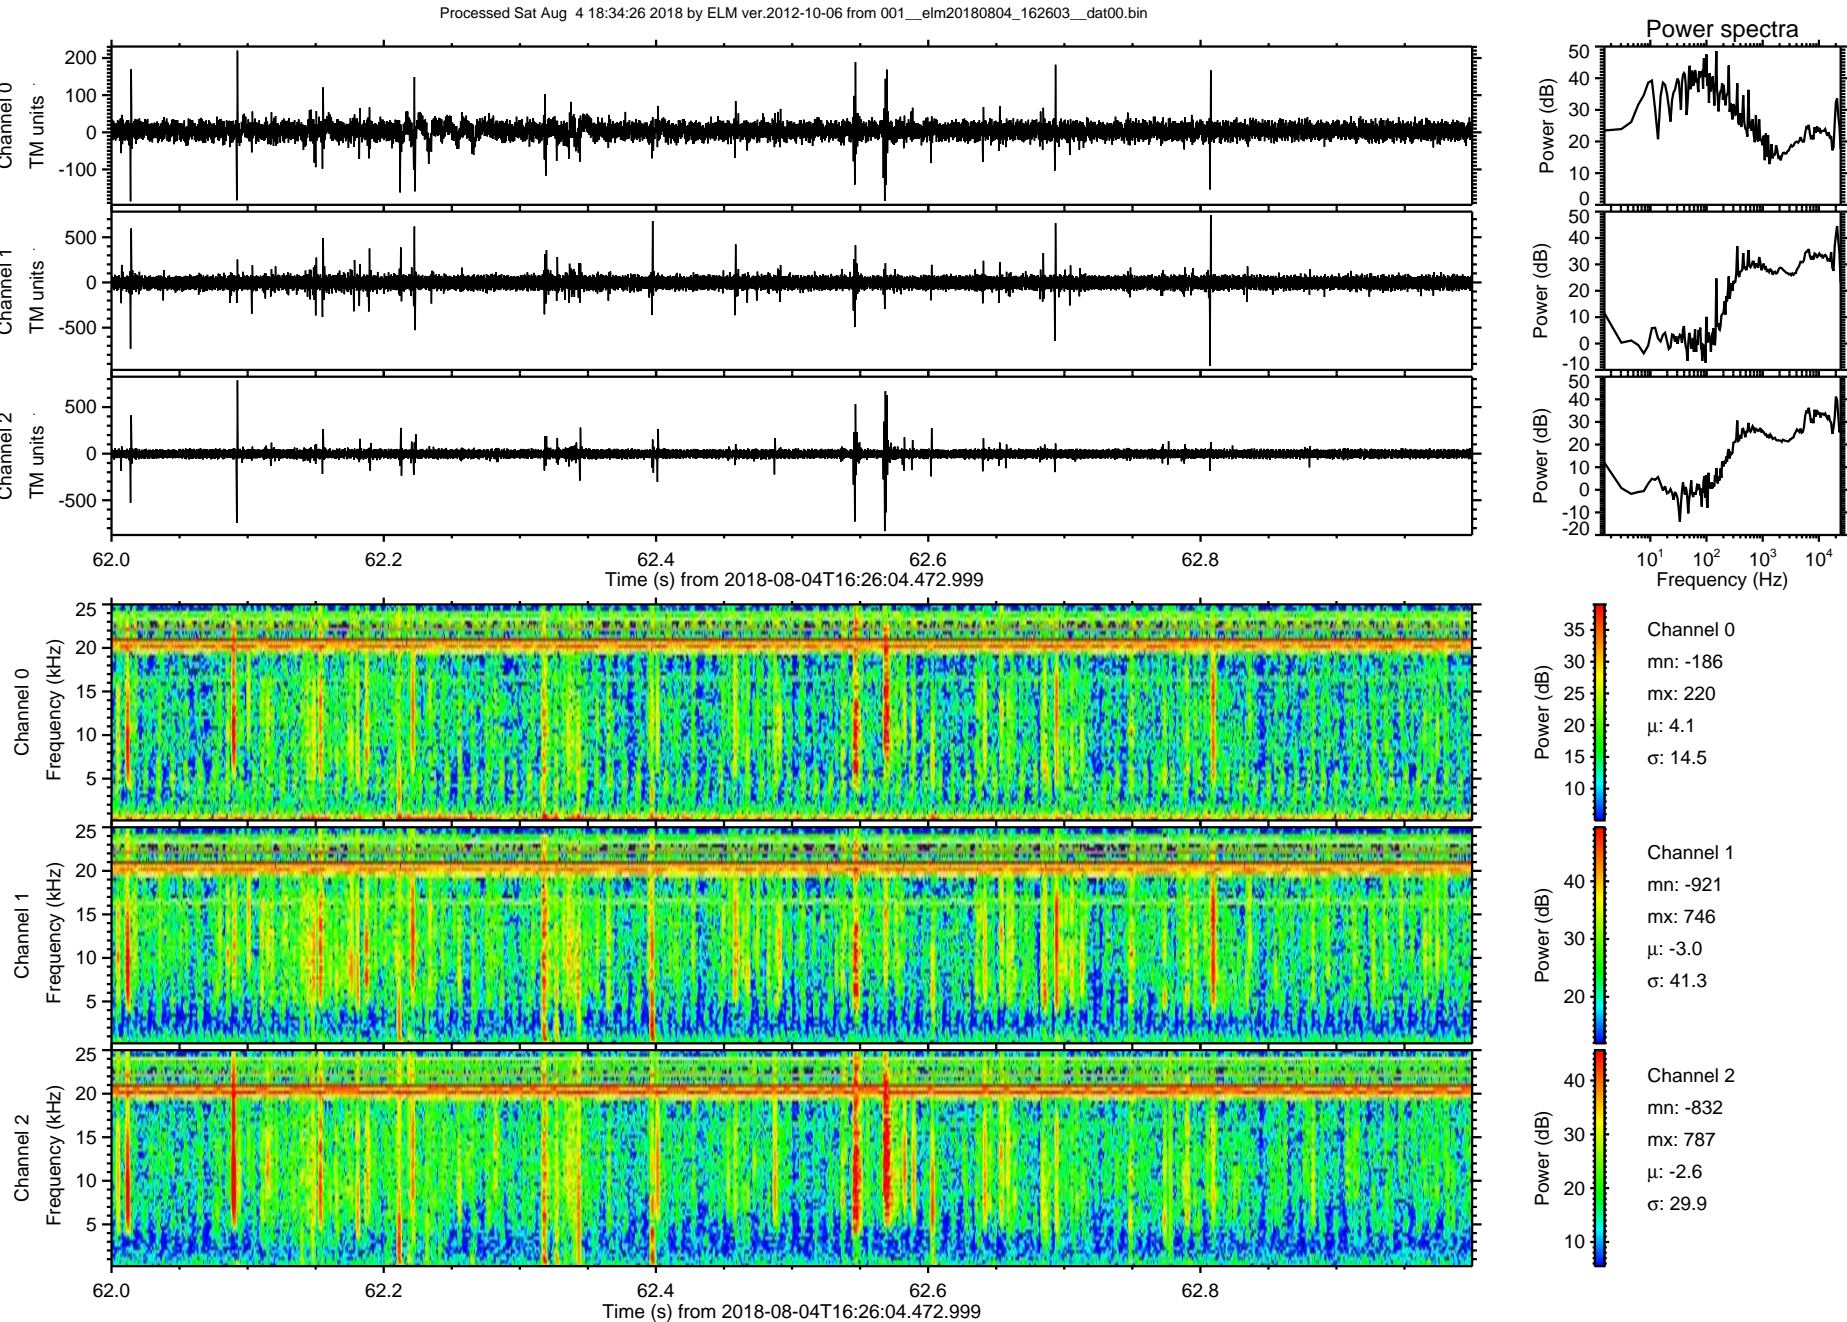 Processed Sat Aug 4 18:34:26 2018 by ELM ver.2012-10-06 from 001__elm20180804_162603__dat00.bin
Power spectra
Channel 0
TM units
200
100
0
-100
Power (dB)
50
40
30
20
10
0
Channel 1
TM units
500
0
-500
Power (dB)
50
40
30
20
10
0
-10
Channel 2
TM units
500
0
-500
Power (dB)
50
40
30
20
10
0
-10
-20
62.0 62.2 62.4 62.6 62.8
Time (s) from 2018-08-04T16:26:04.472.999
10¹ 10² 10³ 10⁴
Frequency (Hz)
Channel 0
Frequency (kHz)
25
20
15
10
5
Power (dB)
35
30
25
20
15
10
Channel 0
mn: -186
mx: 220
μ: 4.1
σ: 14.5
Channel 1
Frequency (kHz)
25
20
15
10
5
Power (dB)
40
30
20
Channel 1
mn: -921
mx: 746
μ: -3.0
σ: 41.3
Channel 2
Frequency (kHz)
25
20
15
10
5
Power (dB)
40
30
20
10
Channel 2
mn: -832
mx: 787
μ: -2.6
σ: 29.9
62.0 62.2 62.4 62.6 62.8
Time (s) from 2018-08-04T16:26:04.472.999